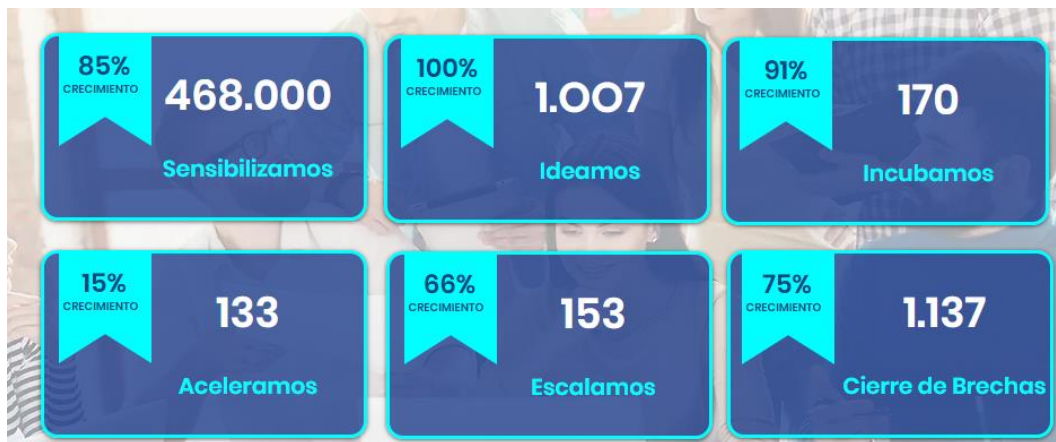 85%
CRECIMIENTO
468.000
Sensibilizamos
100%
CRECIMIENTO
1.OO7
Ideamos
91%
CRECIMIENTO
170
Incubamos
15%
CRECIMIENTO
133
Aceleramos
66%
CRECIMIENTO
153
Escalamos
75%
CRECIMIENTO
1.137
Cierre de Brechas